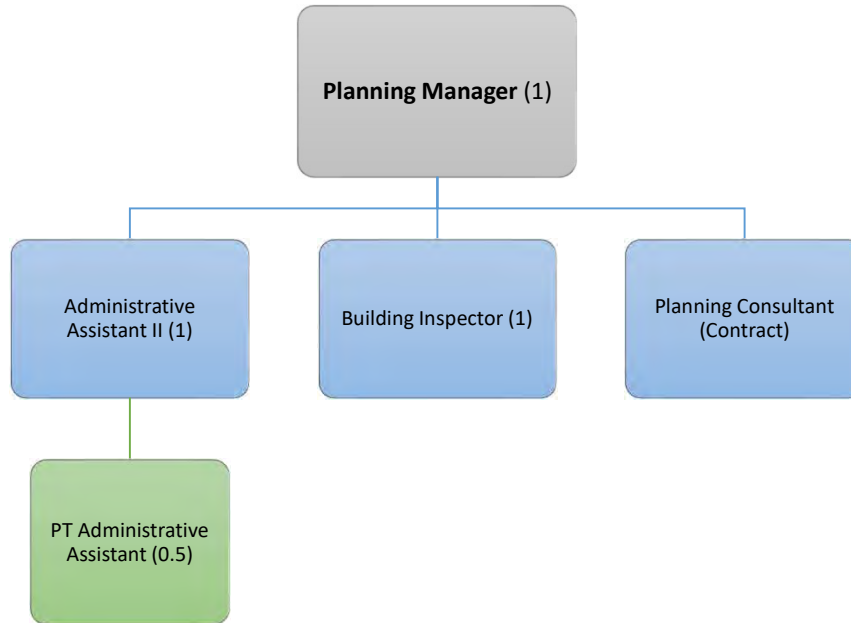 Planning Manager (1)
Administrative
Assistant II (1)
Building Inspector (1)
Planning Consultant
(Contract)
PT Administrative
Assistant (0.5)